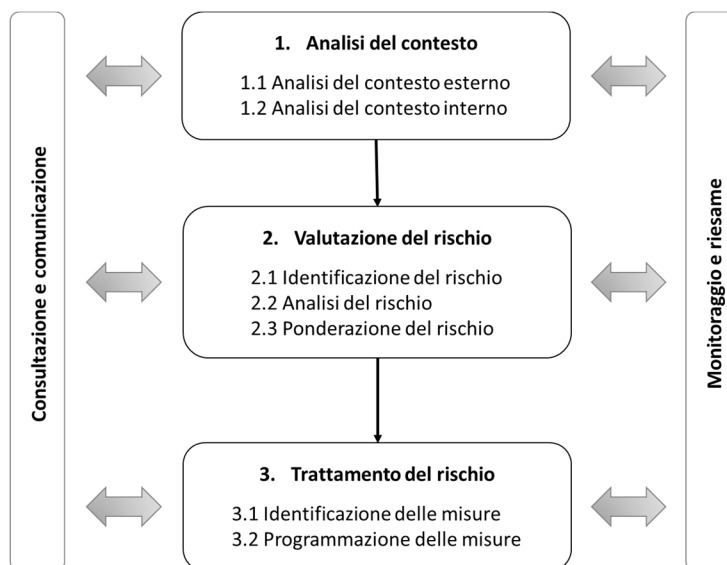 Consultazione e comunicazione
1. Analisi del contesto
1.1 Analisi del contesto esterno
1.2 Analisi del contesto interno
2. Valutazione del rischio
2.1 Identificazione del rischio
2.2 Analisi del rischio
2.3 Ponderazione del rischio
3. Trattamento del rischio
3.1 Identificazione delle misure
3.2 Programmazione delle misure
Monitoraggio e riesame